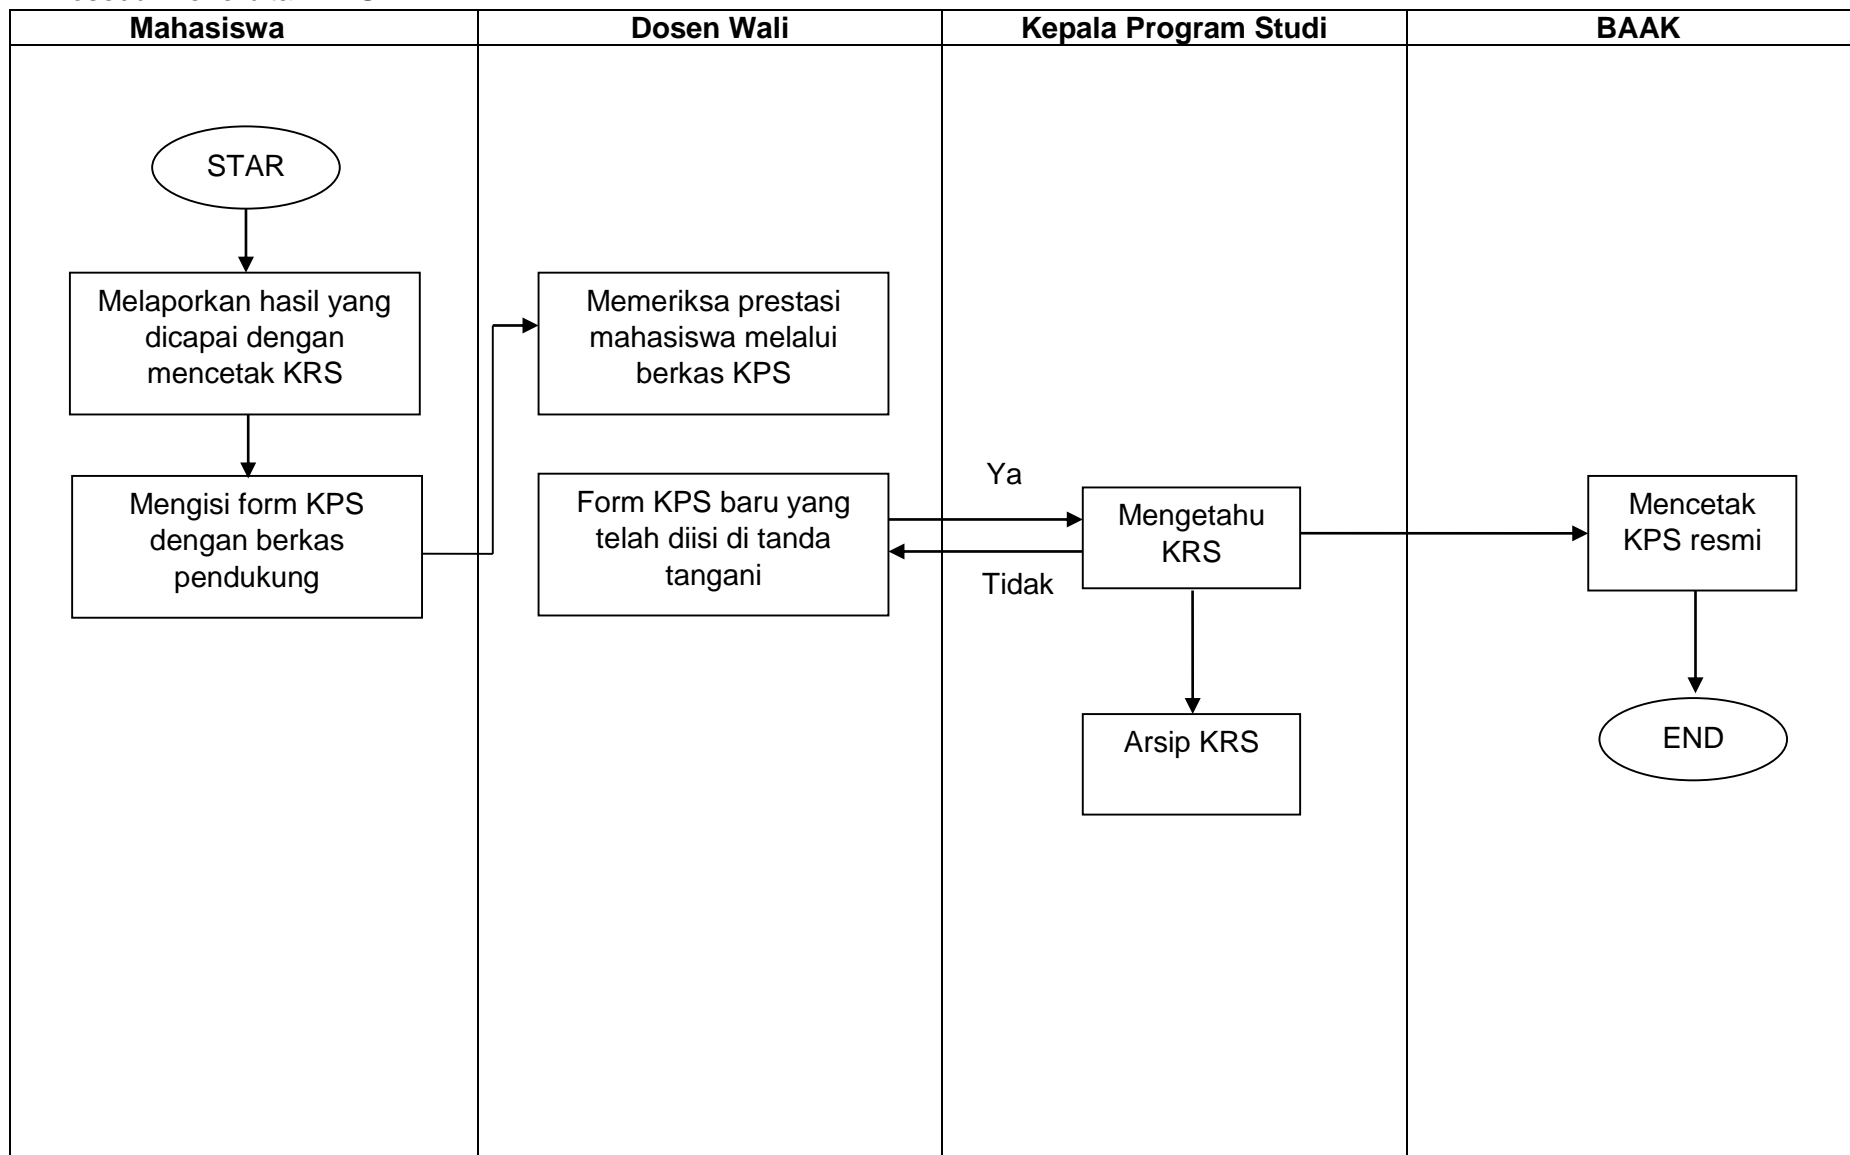 Mahasiswa
Dosen Wali
Kepala Program Studi
BAAK
STAR
Melaporkan hasil yang
dicapai dengan
mencetak KRS
Mengisi form KPS
dengan berkas
pendukung
Memeriksa prestasi
mahasiswa melalui
berkas KPS
Form KPS baru yang
telah diisi di tanda
tangani
Ya
Tidak
Mengetahu
KRS
Arsip KRS
Mencetak
KPS resmi
END